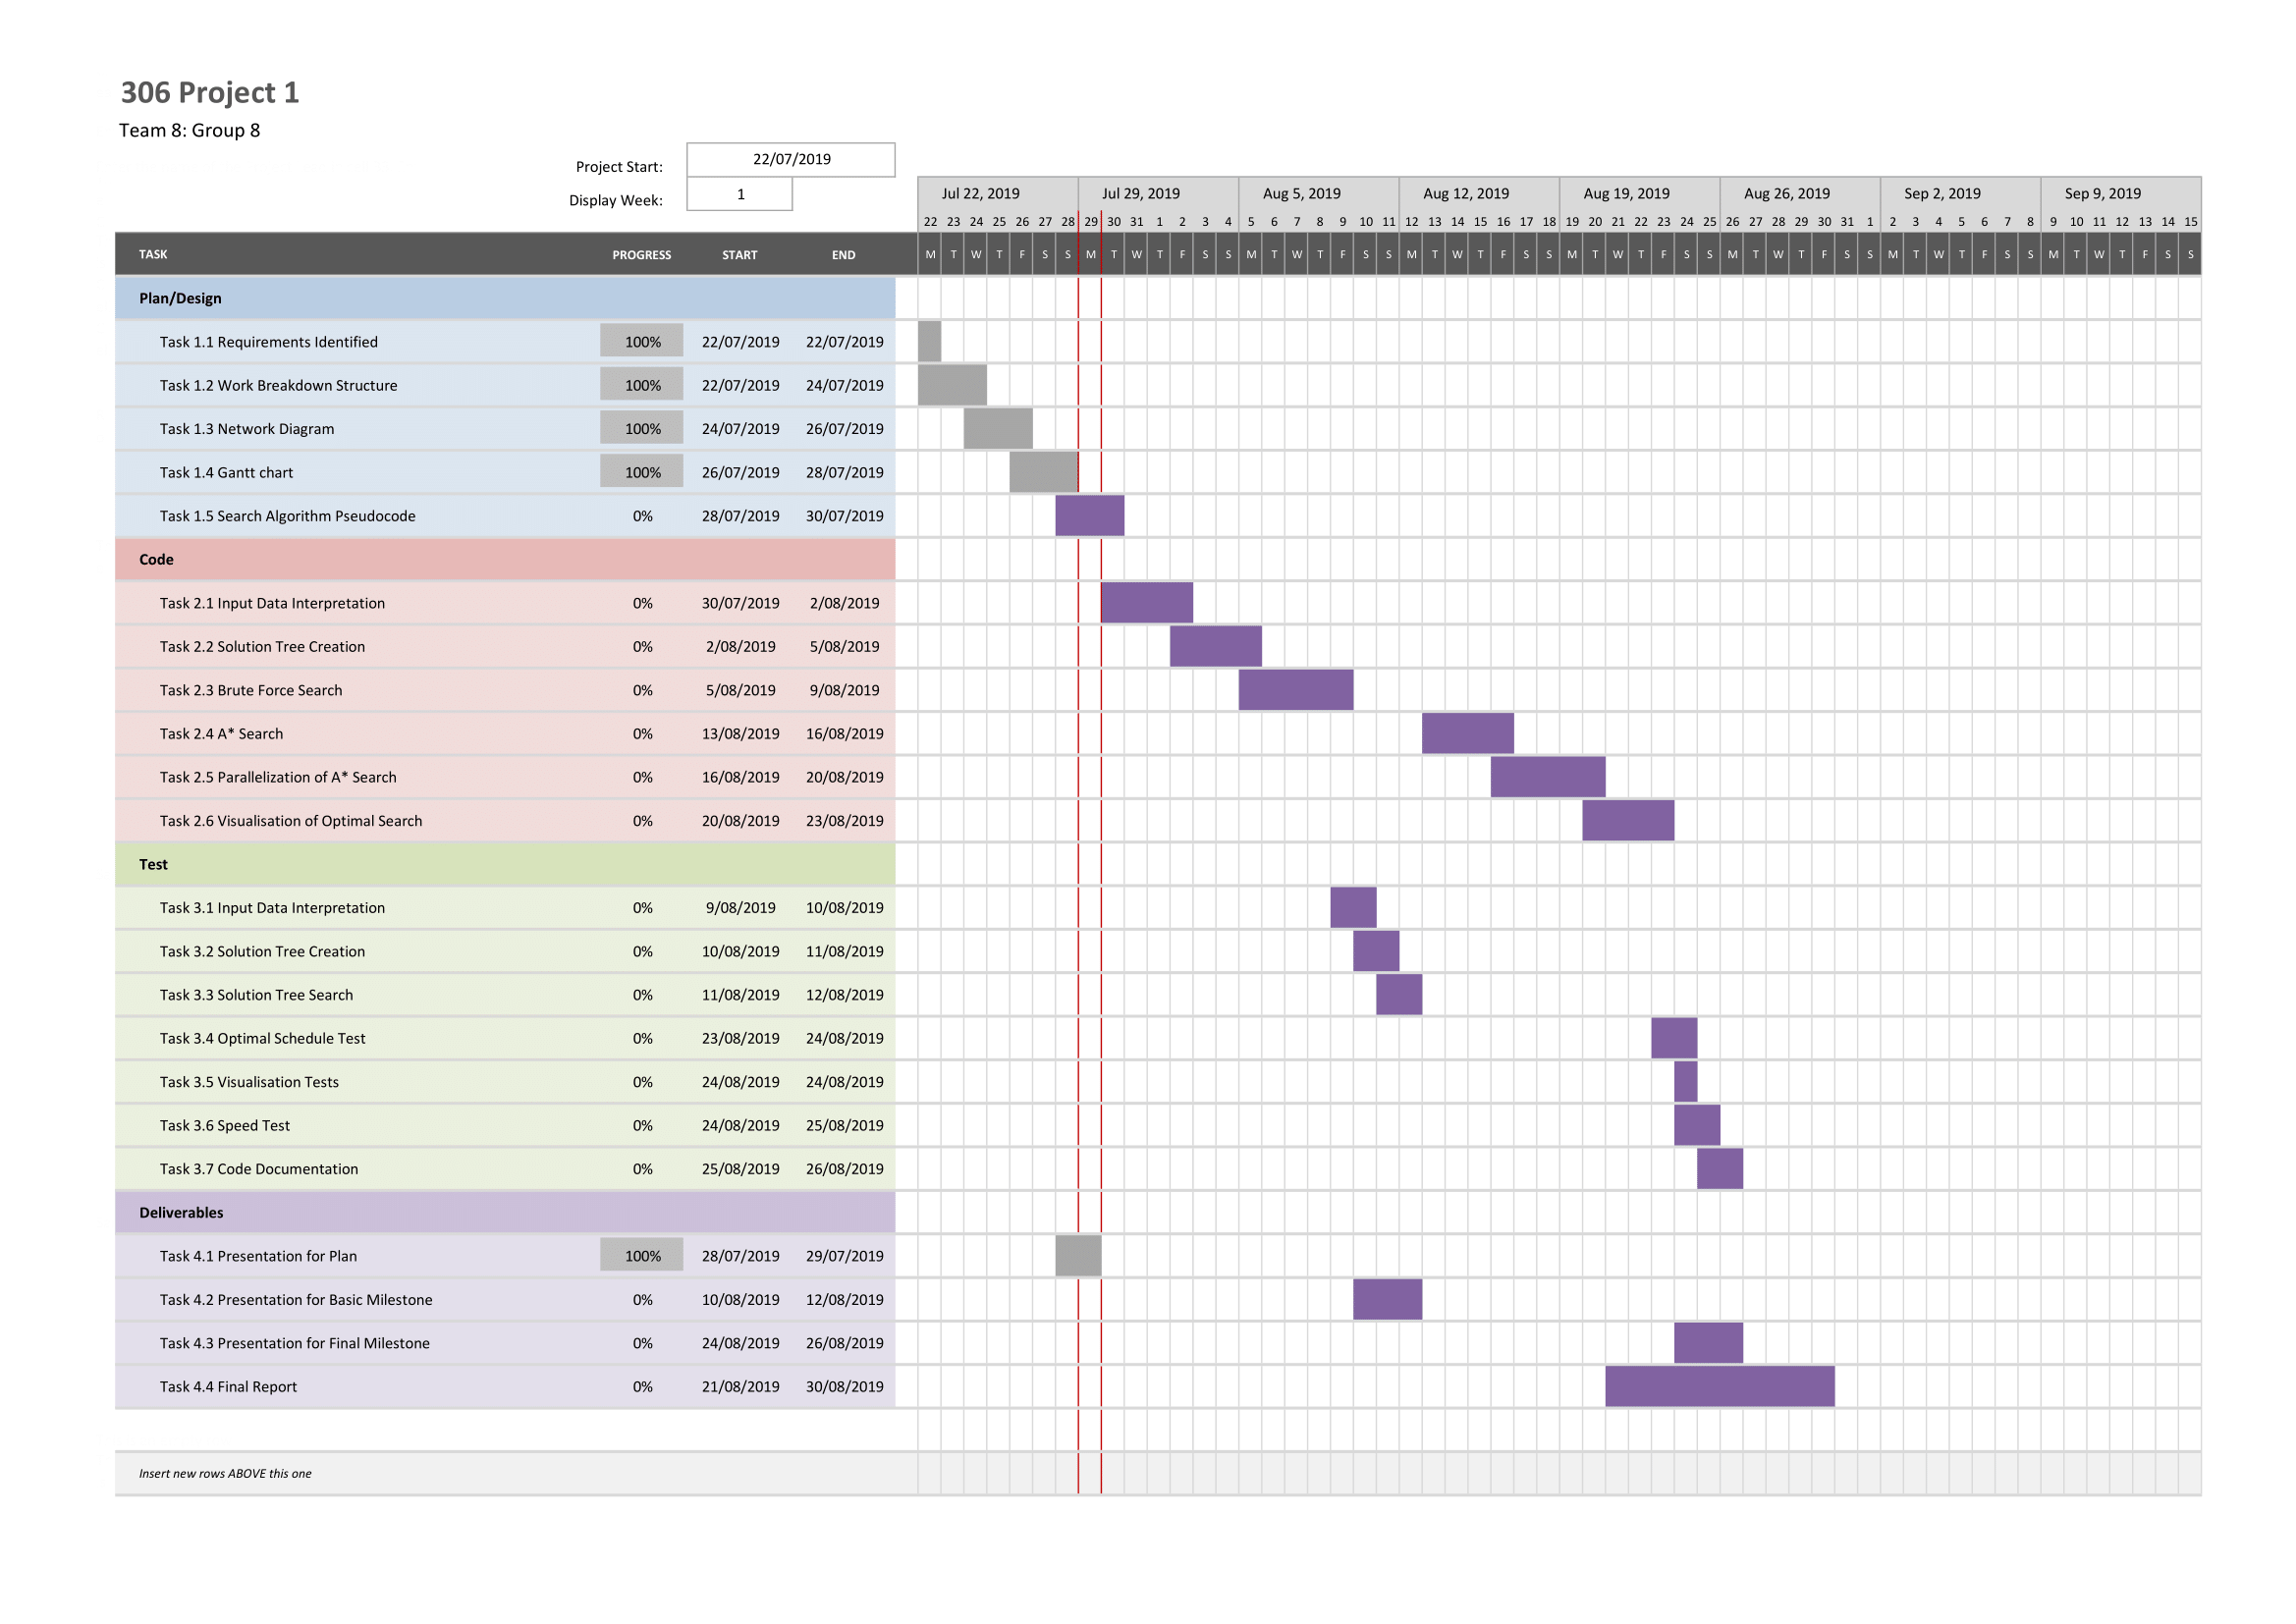 306 Project 1
Team 8: Group 8
Project Start: 22/07/2019
Display Week: 1
Jul 22, 2019 Jul 29, 2019 Aug 5, 2019 Aug 12, 2019 Aug 19, 2019 Aug 26, 2019 Sep 2, 2019 Sep 9, 2019
22 23 24 25 26 27 28 29 30 31 1 2 3 4 5 6 7 8 9 10 11 12 13 14 15 16 17 18 19 20 21 22 23 24 25 26 27 28 29 30 31 1 2 3 4 5 6 7 8 9 10 11 12 13 14 15
TASK PROGRESS START END M T W T F S S M T W T F S S M T W T F S S M T W T F S S M T W T F S S M T W T F S S M T W T F S S M T W T F S S
Plan/Design
Task 1.1 Requirements Identified 100% 22/07/2019 22/07/2019
Task 1.2 Work Breakdown Structure 100% 22/07/2019 24/07/2019
Task 1.3 Network Diagram 100% 24/07/2019 26/07/2019
Task 1.4 Gantt chart 100% 26/07/2019 28/07/2019
Task 1.5 Search Algorithm Pseudocode 0% 28/07/2019 30/07/2019
Code
Task 2.1 Input Data Interpretation 0% 30/07/2019 2/08/2019
Task 2.2 Solution Tree Creation 0% 2/08/2019 5/08/2019
Task 2.3 Brute Force Search 0% 5/08/2019 9/08/2019
Task 2.4 A* Search 0% 13/08/2019 16/08/2019
Task 2.5 Parallelization of A* Search 0% 16/08/2019 20/08/2019
Task 2.6 Visualisation of Optimal Search 0% 20/08/2019 23/08/2019
Test
Task 3.1 Input Data Interpretation 0% 9/08/2019 10/08/2019
Task 3.2 Solution Tree Creation 0% 10/08/2019 11/08/2019
Task 3.3 Solution Tree Search 0% 11/08/2019 12/08/2019
Task 3.4 Optimal Schedule Test 0% 23/08/2019 24/08/2019
Task 3.5 Visualisation Tests 0% 24/08/2019 24/08/2019
Task 3.6 Speed Test 0% 24/08/2019 25/08/2019
Task 3.7 Code Documentation 0% 25/08/2019 26/08/2019
Deliverables
Task 4.1 Presentation for Plan 100% 28/07/2019 29/07/2019
Task 4.2 Presentation for Basic Milestone 0% 10/08/2019 12/08/2019
Task 4.3 Presentation for Final Milestone 0% 24/08/2019 26/08/2019
Task 4.4 Final Report 0% 21/08/2019 30/08/2019
Insert new rows ABOVE this one